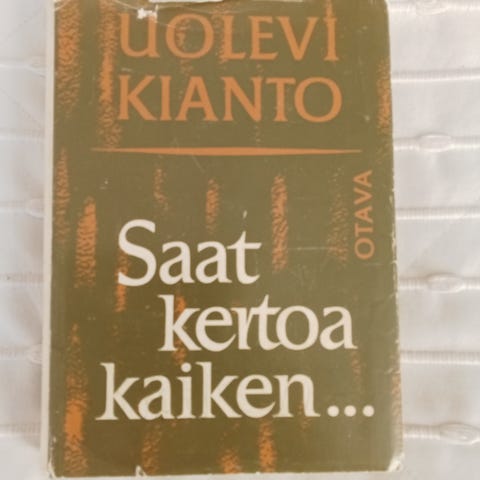 UOLEVI
KIANTO
OTAVA
Saat
kertoa
kaiken...